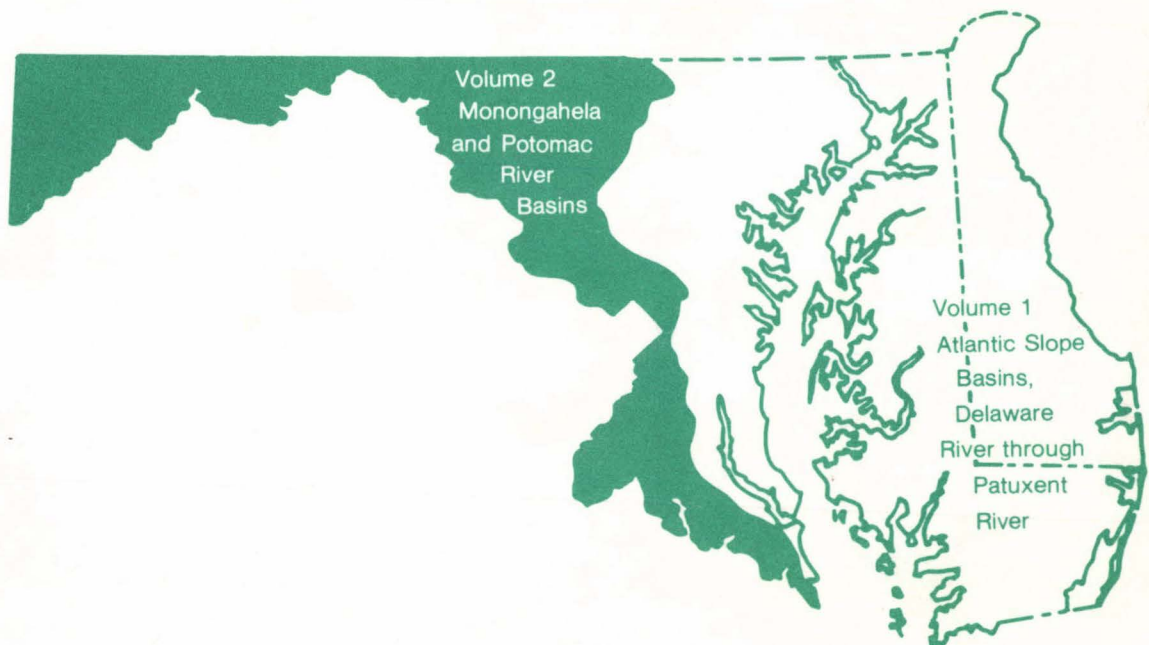 Volume 2
Monongahela
and Potomac
River
Basins
Volume 1
Atlantic Slope
Basins,
Delaware
River through
Patuxent
River